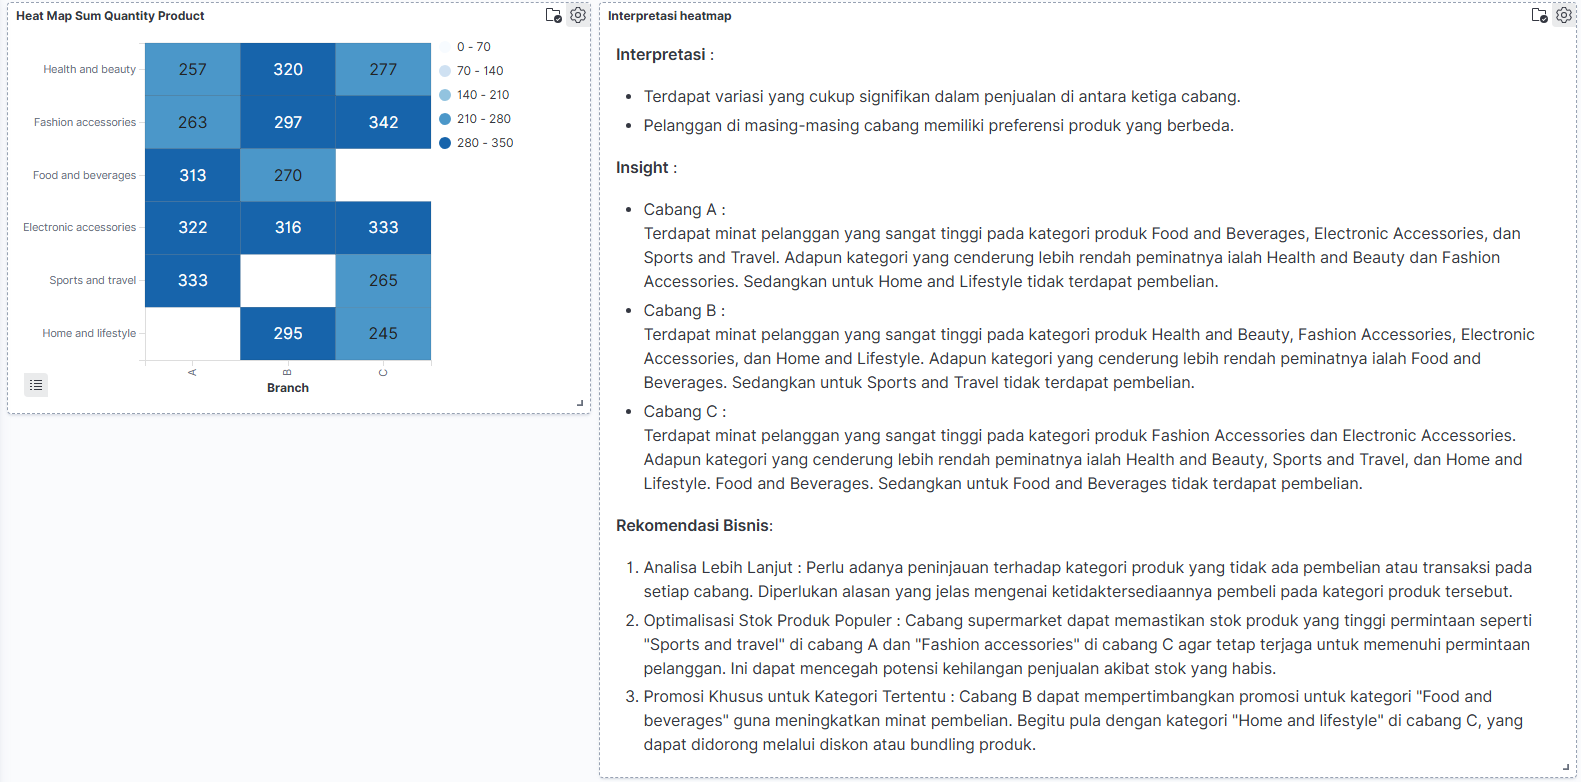 Heat Map Sum Quantity Product
Health and beauty 257 320 277
Fashion accessories 263 297 342
Food and beverages 313 270
Electronic accessories 322 316 333
Sports and travel 333 265
Home and lifestyle 295 245
A B C
Branch
0 - 70
70 - 140
140 - 210
210 - 280
280 - 350
Interpretasi heatmap
Interpretasi :
• Terdapat variasi yang cukup signifikan dalam penjualan di antara ketiga cabang.
• Pelanggan di masing-masing cabang memiliki preferensi produk yang berbeda.
Insight :
• Cabang A :
Terdapat minat pelanggan yang sangat tinggi pada kategori produk Food and Beverages, Electronic Accessories, dan
Sports and Travel. Adapun kategori yang cenderung lebih rendah peminatnya ialah Health and Beauty dan Fashion
Accessories. Sedangkan untuk Home and Lifestyle tidak terdapat pembelian.
• Cabang B :
Terdapat minat pelanggan yang sangat tinggi pada kategori produk Health and Beauty, Fashion Accessories, Electronic
Accessories, dan Home and Lifestyle. Adapun kategori yang cenderung lebih rendah peminatnya ialah Food and
Beverages. Sedangkan untuk Sports and Travel tidak terdapat pembelian.
• Cabang C :
Terdapat minat pelanggan yang sangat tinggi pada kategori produk Fashion Accessories dan Electronic Accessories.
Adapun kategori yang cenderung lebih rendah peminatnya ialah Health and Beauty, Sports and Travel, dan Home and
Lifestyle. Food and Beverages. Sedangkan untuk Food and Beverages tidak terdapat pembelian.
Rekomendasi Bisnis:
1. Analisa Lebih Lanjut : Perlu adanya peninjauan terhadap kategori produk yang tidak ada pembelian atau transaksi pada
setiap cabang. Diperlukan alasan yang jelas mengenai ketidaktersediaannya pembeli pada kategori produk tersebut.
2. Optimalisasi Stok Produk Populer : Cabang supermarket dapat memastikan stok produk yang tinggi permintaan seperti
"Sports and travel" di cabang A dan "Fashion accessories" di cabang C agar tetap terjaga untuk memenuhi permintaan
pelanggan. Ini dapat mencegah potensi kehilangan penjualan akibat stok yang habis.
3. Promosi Khusus untuk Kategori Tertentu : Cabang B dapat mempertimbangkan promosi untuk kategori "Food and
beverages" guna meningkatkan minat pembelian. Begitu pula dengan kategori "Home and lifestyle" di cabang C, yang
dapat didorong melalui diskon atau bundling produk.